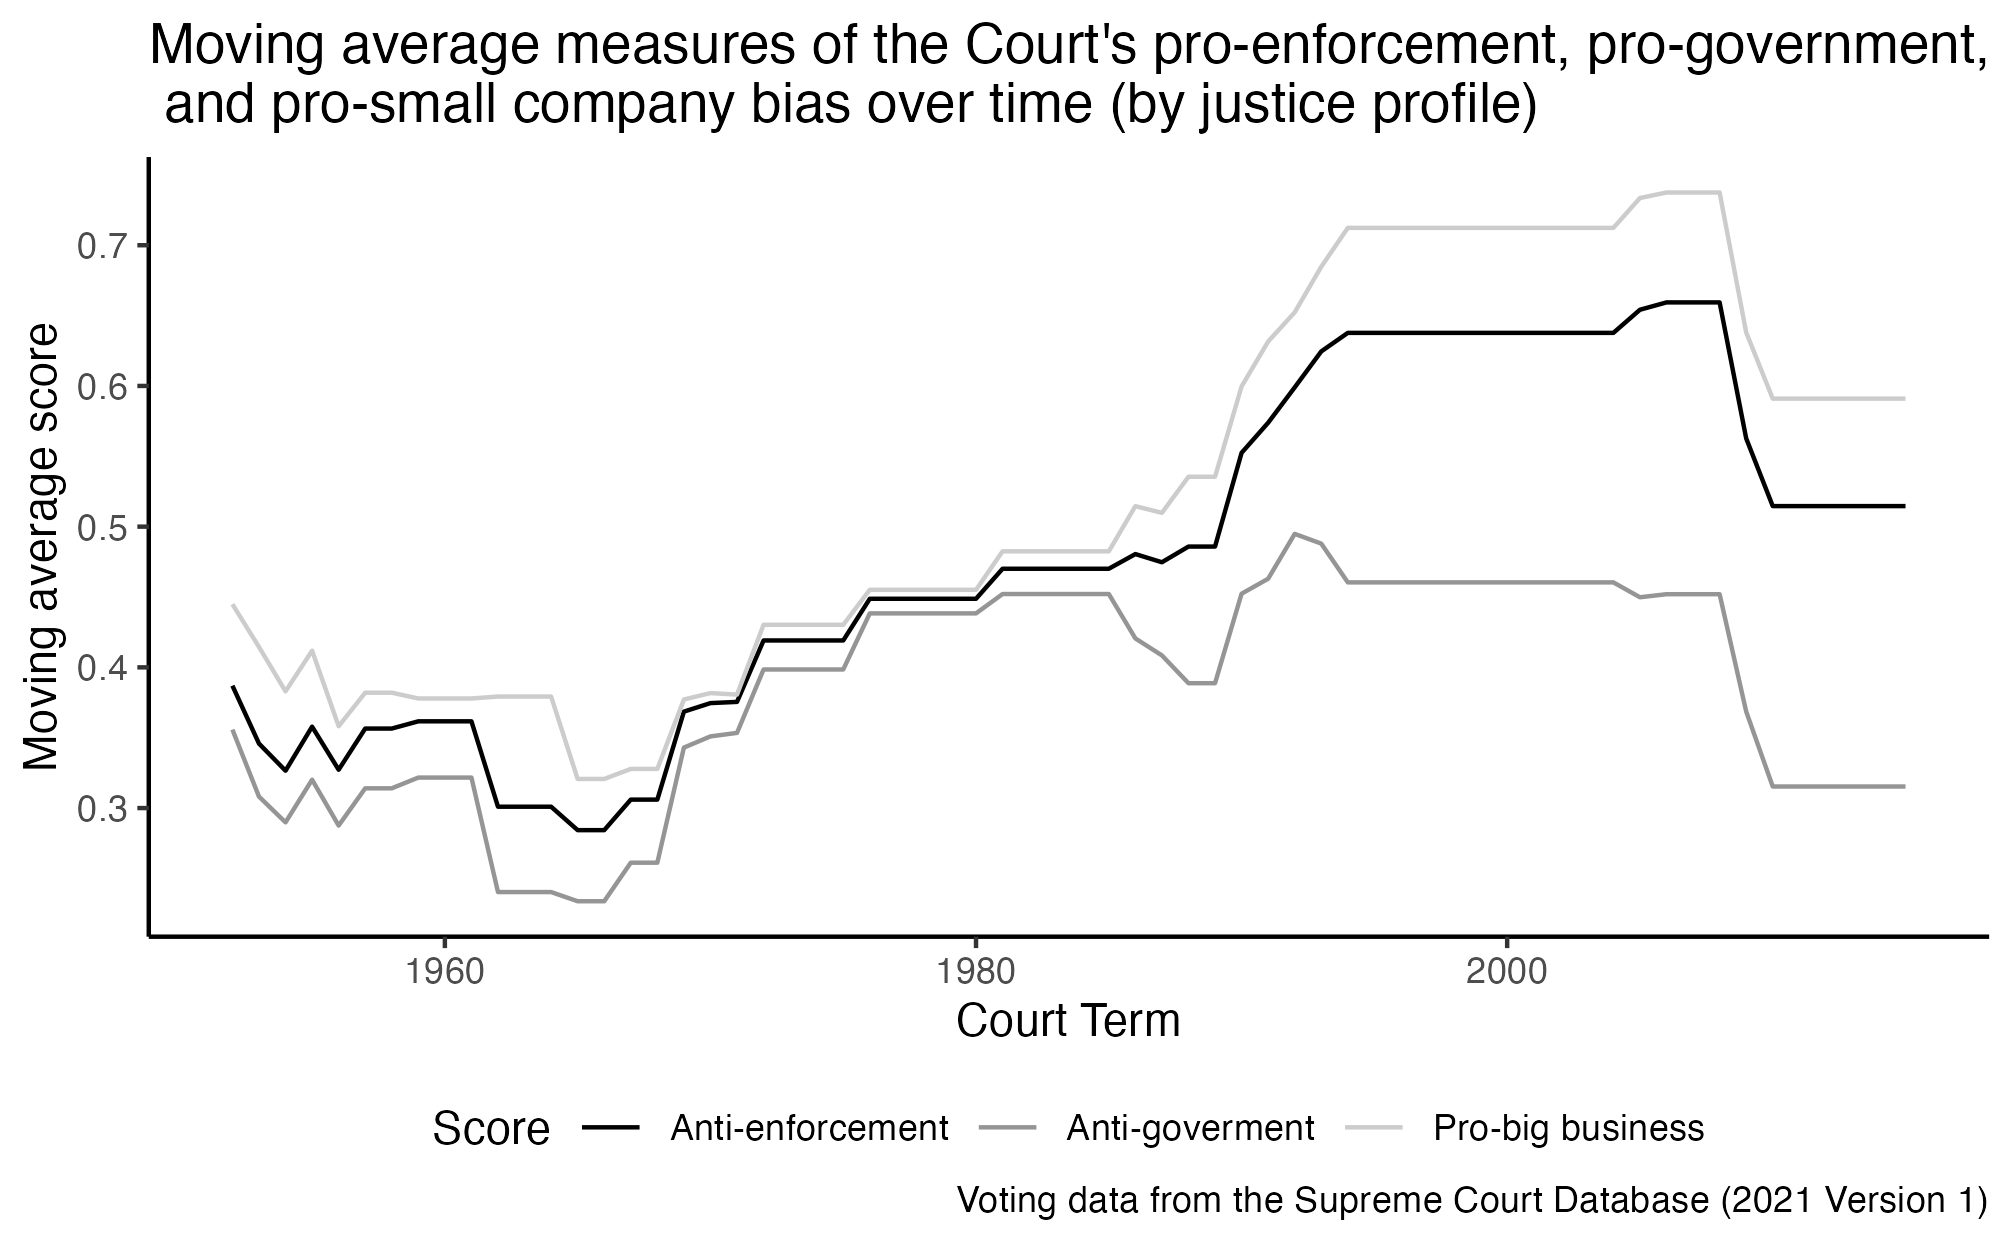 Moving average measures of the Court's pro-enforcement, pro-government,
and pro-small company bias over time (by justice profile)
Moving average score
0.7
0.6
0.5
0.4
0.3
1960 1980 2000
Court Term
Score Anti-enforcement Anti-goverment Pro-big business
Voting data from the Supreme Court Database (2021 Version 1)